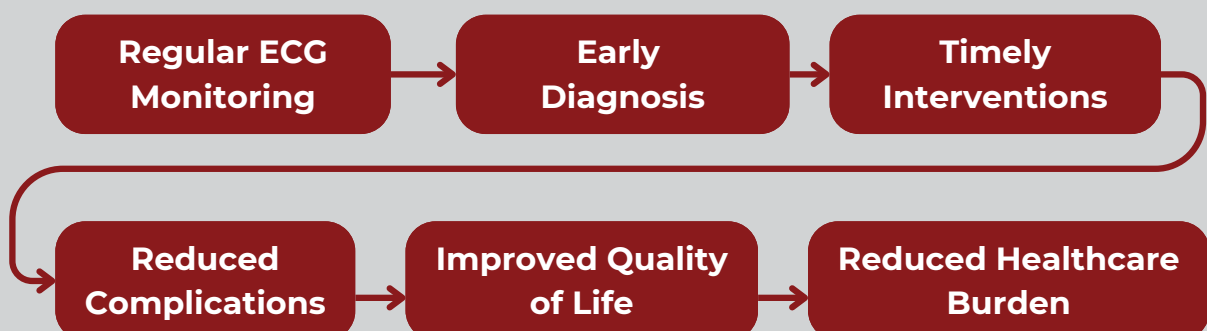 Regular ECG
Monitoring
Early
Diagnosis
Timely
Interventions
Reduced
Complications
Improved Quality
of Life
Reduced Healthcare
Burden